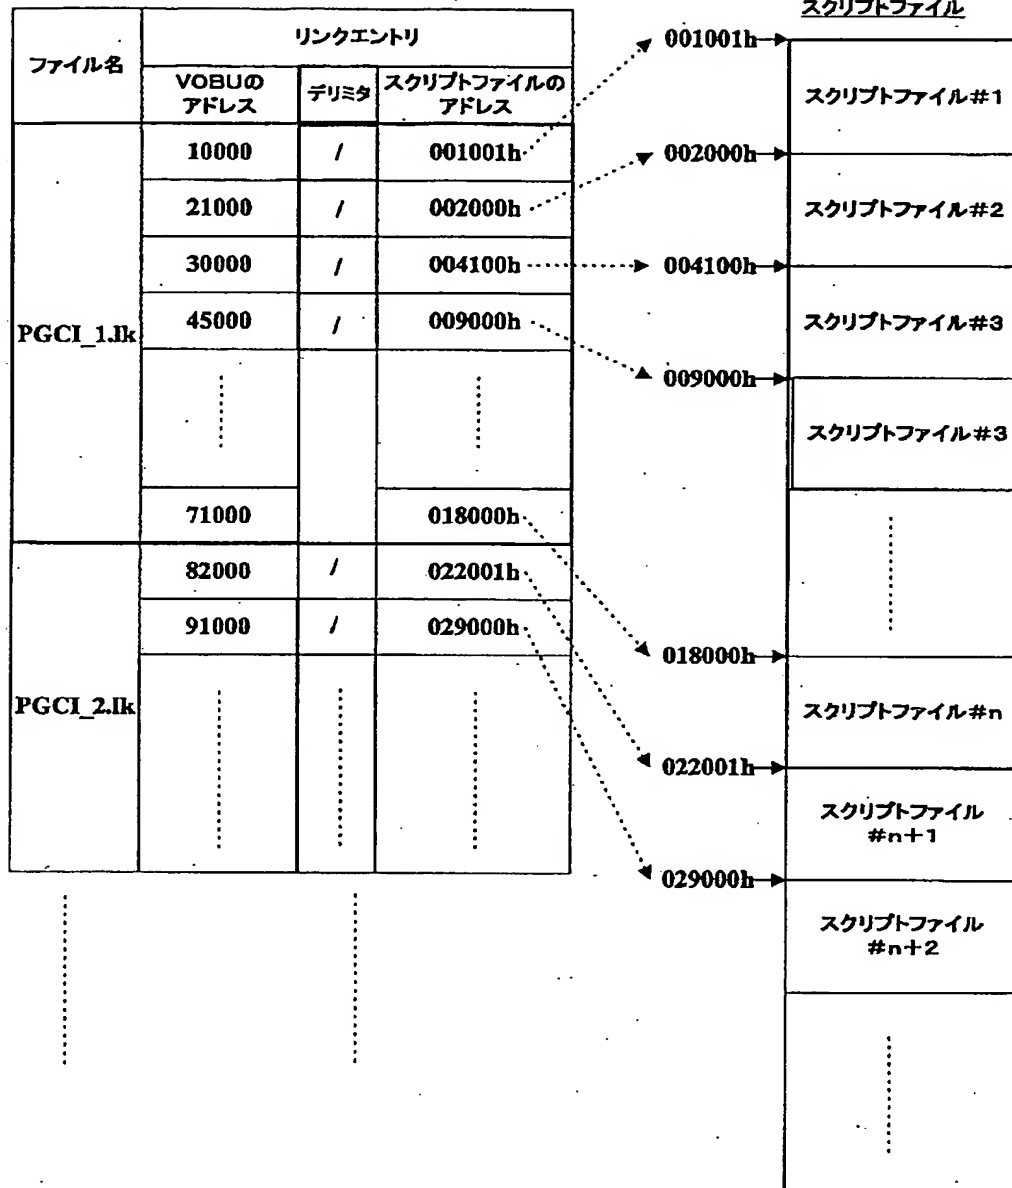 スクリプトファイル
ファイル名
リンクエントリ
VOBUの
アドレス
デリミタ
スクリプトファイルの
アドレス
PGCI_1.lk
10000 / 001001h
21000 / 002000h
30000 / 004100h
45000 / 009000h
71000 018000h
PGCI_2.lk
82000 / 022001h
91000 / 029000h
001001h
スクリプトファイル#1
002000h
スクリプトファイル#2
004100h
スクリプトファイル#3
009000h
スクリプトファイル#3
018000h
スクリプトファイル#n
022001h
スクリプトファイル
#n+1
029000h
スクリプトファイル
#n+2